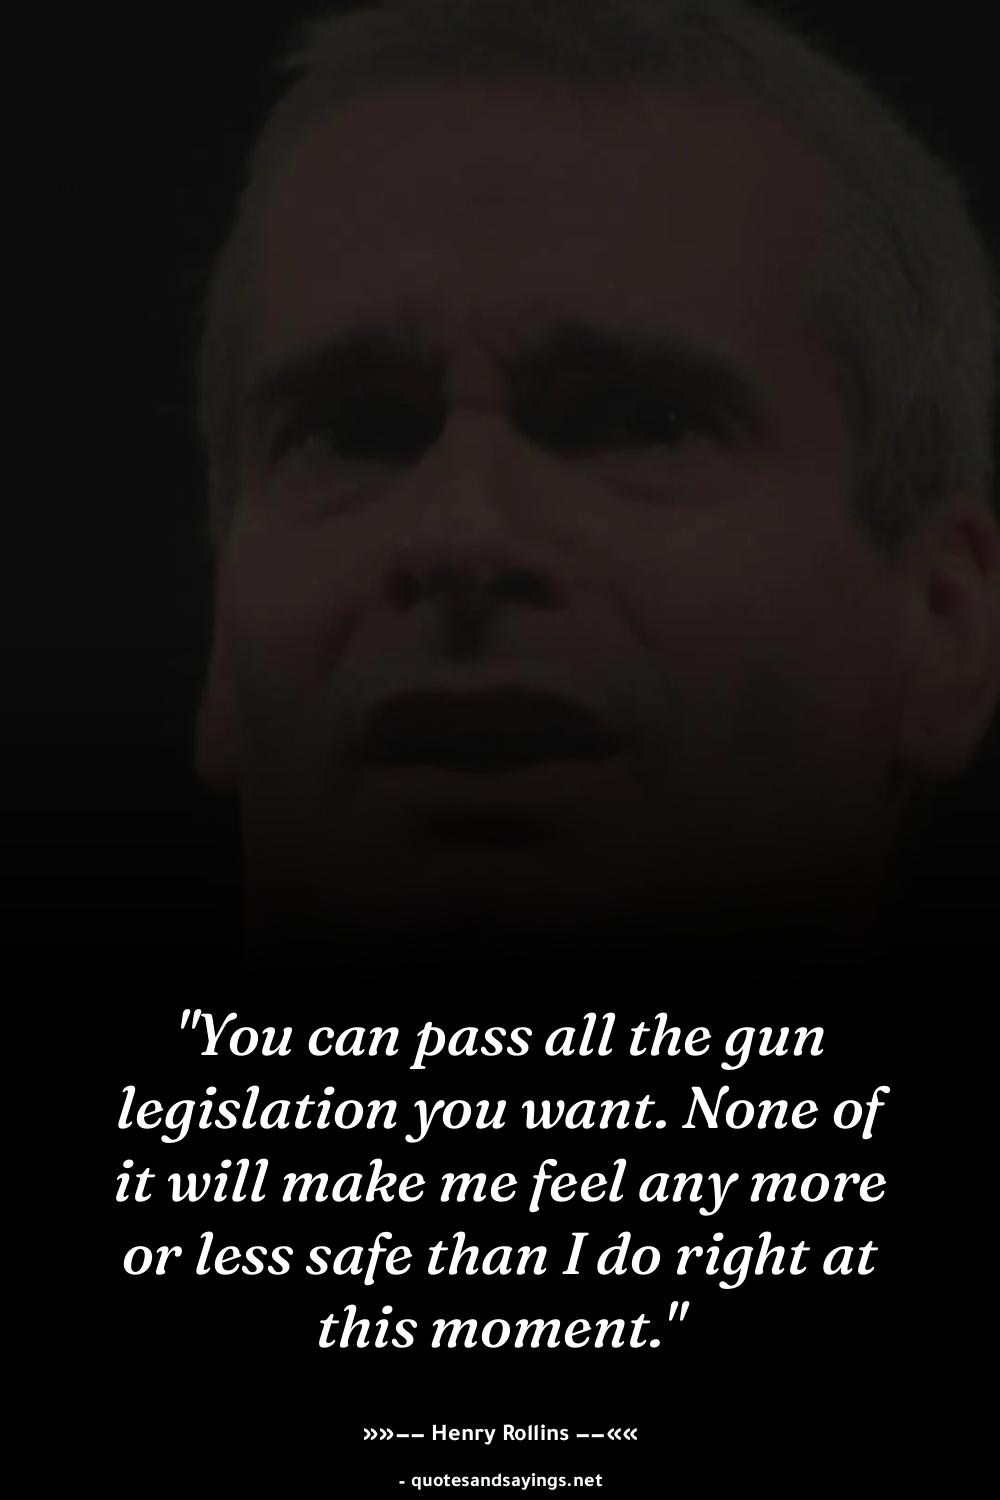 "You can pass all the gun
legislation you want. None of
it will make me feel any more
or less safe than I do right at
this moment."
»»–– Henry Rollins ––««
- quotesandsayings.net